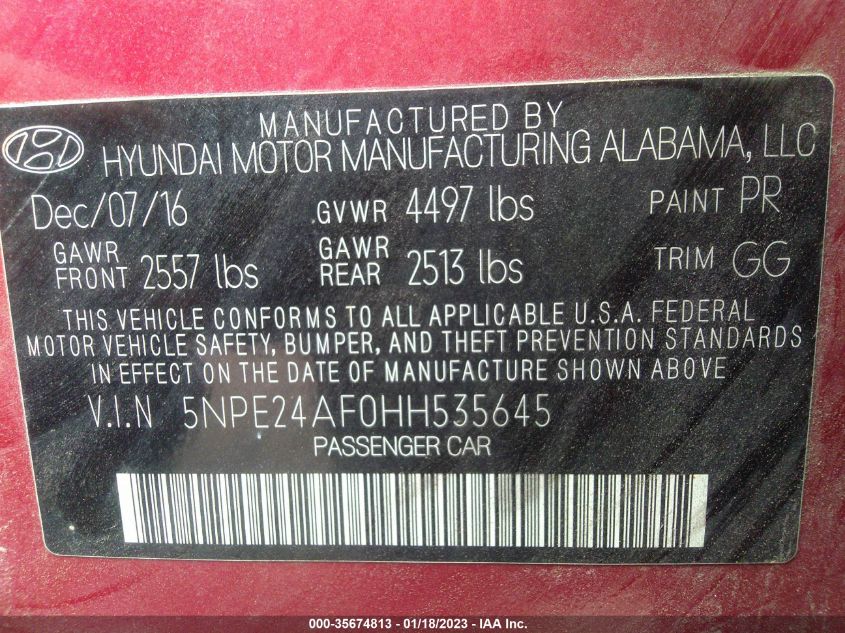 MANUFACTURED BY
HYUNDAI MOTOR MANUFACTURING ALABAMA, LLC
Dec/07/16 GVWR 4497 lbs PAINT PR
GAWR FRONT 2557 lbs GAWR REAR 2513 lbs TRIM GG
THIS VEHICLE CONFORMS TO ALL APPLICABLE U.S.A. FEDERAL
MOTOR VEHICLE SAFETY, BUMPER, AND THEFT PREVENTION STANDARDS
IN EFFECT ON THE DATE OF MANUFACTURE SHOWN ABOVE
V.I.N 5NPE24AF0HH535645
PASSENGER CAR
000-35674813 - 01/18/2023 - IAA Inc.